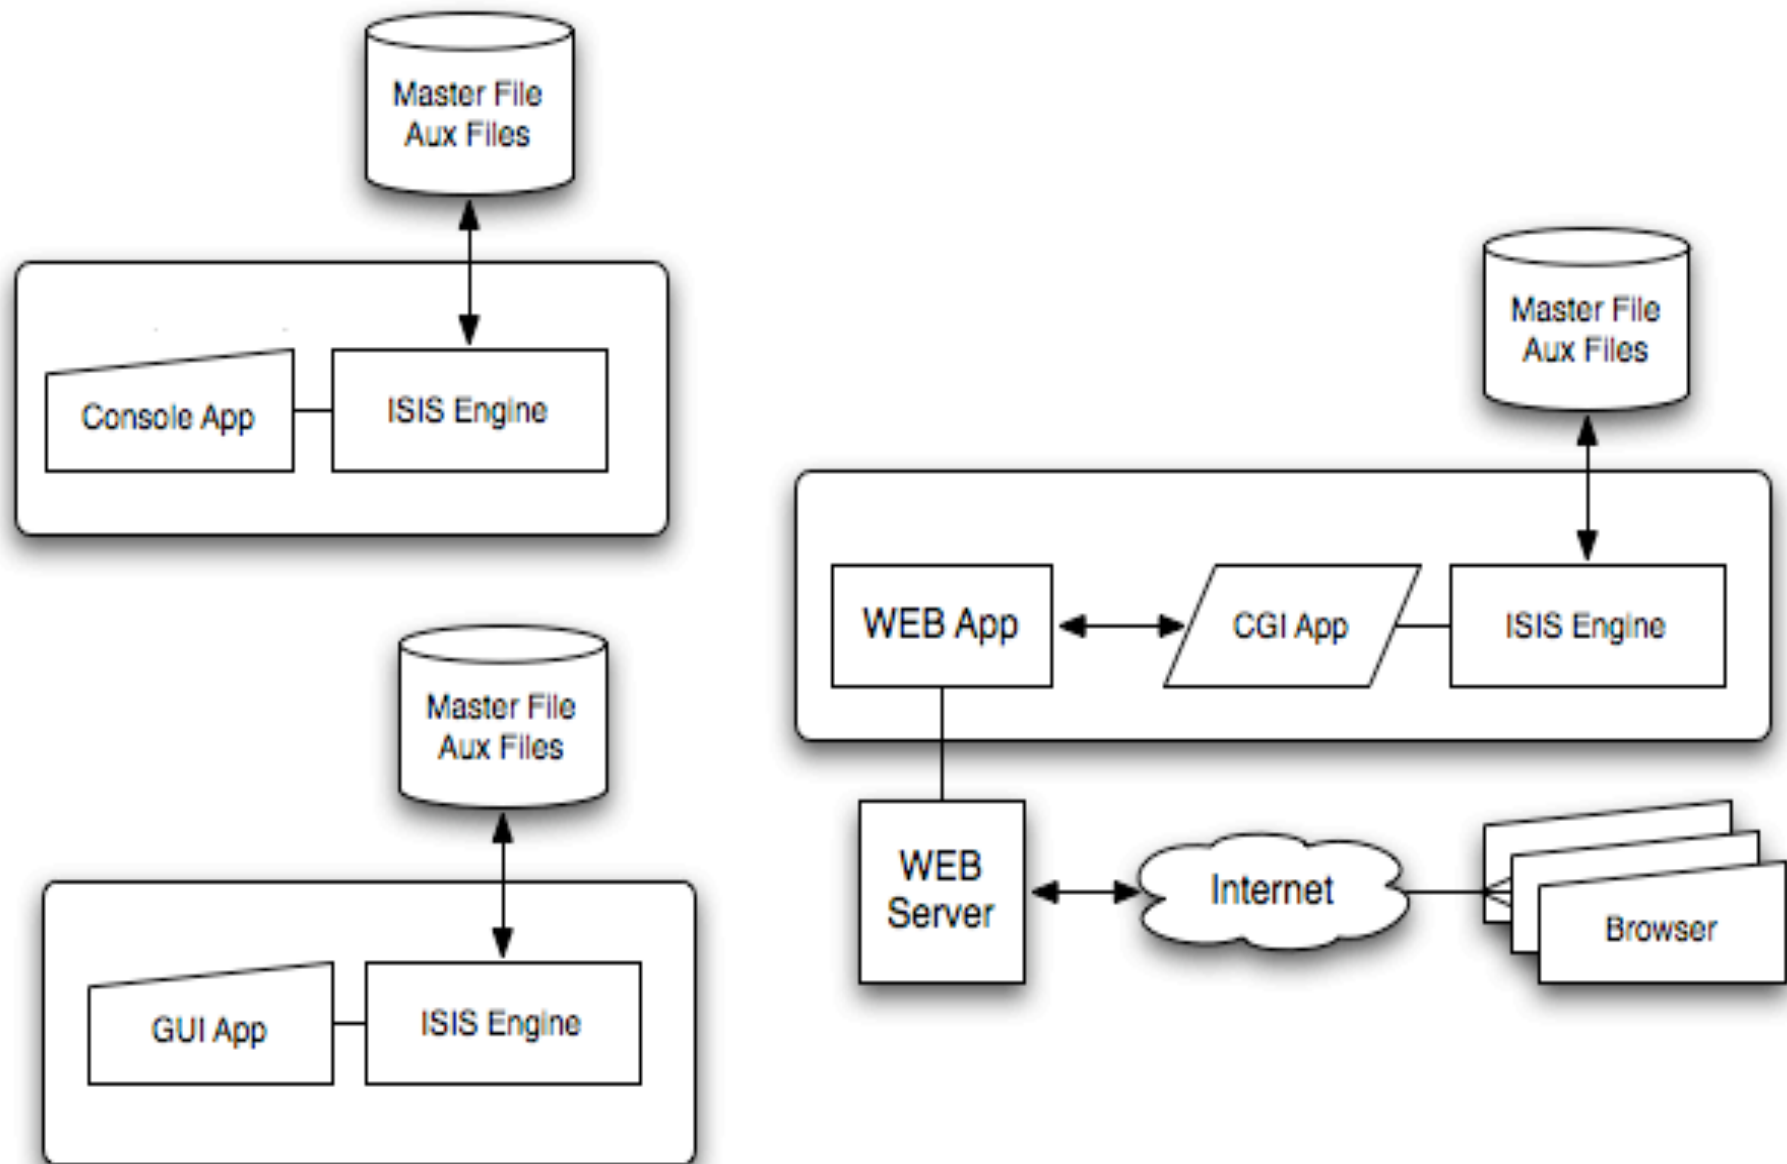 Master File
Aux Files
Console App
ISIS Engine
Master File
Aux Files
GUI App
ISIS Engine
Master File
Aux Files
WEB App
CGI App
ISIS Engine
WEB
Server
Internet
Browser